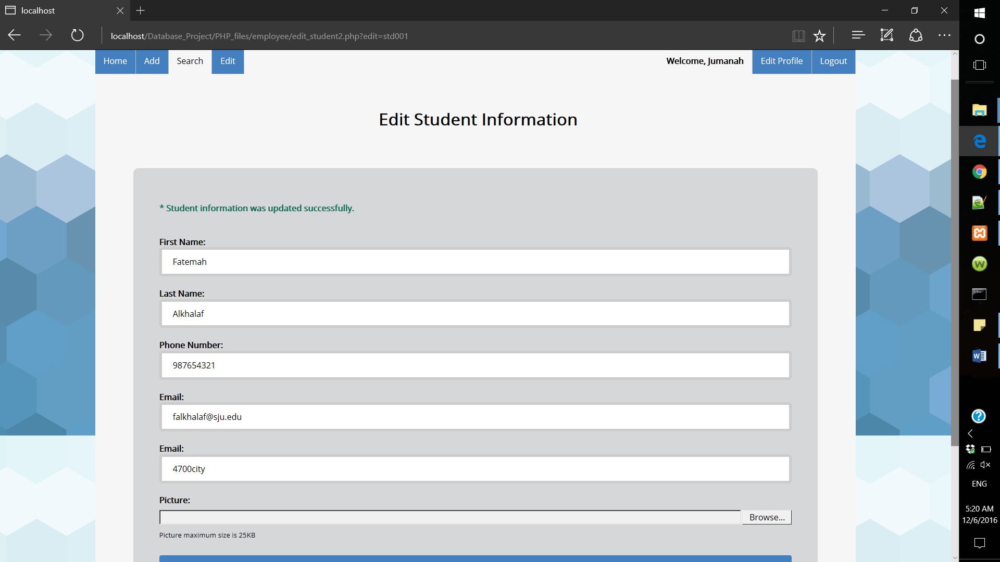 localhost
localhost/Database_Project/PHP_files/employee/edit_student2.php?edit=std001
Home Add Search Edit Welcome, Jumanah Edit Profile Logout
Edit Student Information
* Student information was updated successfully.
First Name:
Fatemah
Last Name:
Alkhalaf
Phone Number:
987654321
Email:
falkhalaf@sju.edu
Email:
4700city
Picture:
Browse...
Picture maximum size is 25KB
ENG
5:20 AM
12/6/2016